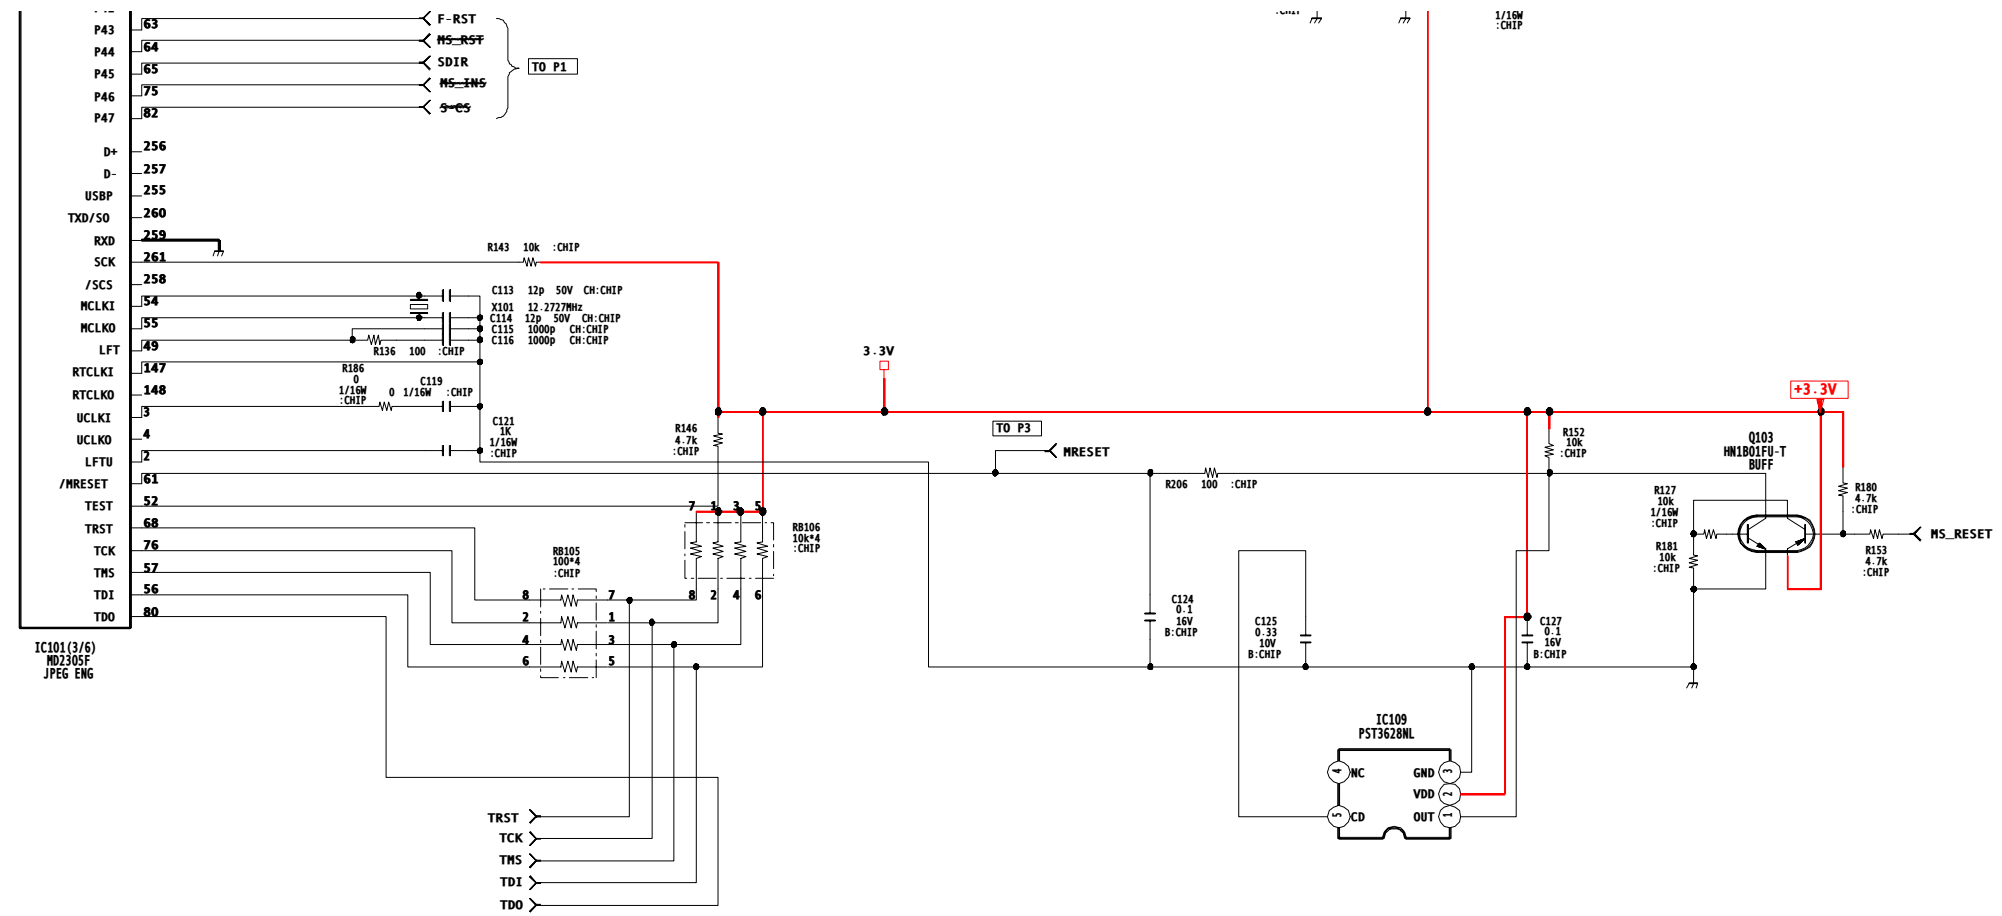 P43
63
F-RST
P44
64
MS_RST
P45
65
SDIR
TO P1
P46
75
MS_INS
P47
82
S-CS
:CHIP
1/16W
:CHIP
D+
256
D-
257
USBP
255
TXD/SO
260
RXD
259
SCK
261
R143 10k :CHIP
/SCS
258
MCLKI
54
MCLKO
55
LFT
49
RTCLKI
147
RTCLKO
148
UCLKI
3
UCLKO
4
LFTU
2
/MRESET
61
TEST
52
TRST
68
TCK
76
TMS
57
TDI
56
TDO
80
IC101(3/6)
MD2305F
JPEG ENG
C113 12p 50V CH:CHIP
X101 12.2727MHz
C114 12p 50V CH:CHIP
C115 1000p CH:CHIP
C116 1000p CH:CHIP
R136 100 :CHIP
R186
0
1/16W
:CHIP
C119
0 1/16W :CHIP
C121
1K
1/16W
:CHIP
3.3V
+3.3V
R146
4.7k
:CHIP
TO P3
MRESET
R206 100 :CHIP
R152
10k
:CHIP
Q103
HN1B01FU-T
BUFF
R127
10k
1/16W
:CHIP
R181
10k
:CHIP
R180
4.7k
:CHIP
R153
4.7k
:CHIP
MS_RESET
7 1 3 5
RB106
10k*4
:CHIP
8 2 4 6
RB105
100*4
:CHIP
8 7
2 1
4 3
6 5
C124
0.1
16V
B:CHIP
C125
0.33
10V
B:CHIP
C127
0.1
16V
B:CHIP
IC109
PST3628NL
4 NC GND 3
VDD 2
5 CD OUT 1
TRST
TCK
TMS
TDI
TDO